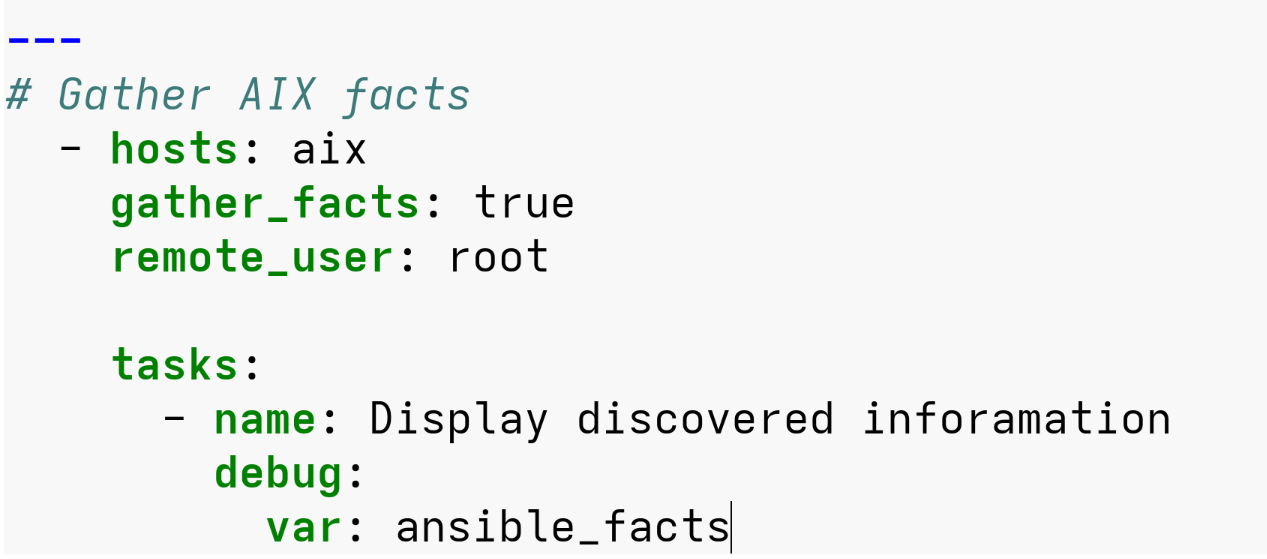 ---
# Gather AIX facts
  - hosts: aix
    gather_facts: true
    remote_user: root

    tasks:
      - name: Display discovered inforamation
        debug:
          var: ansible_facts